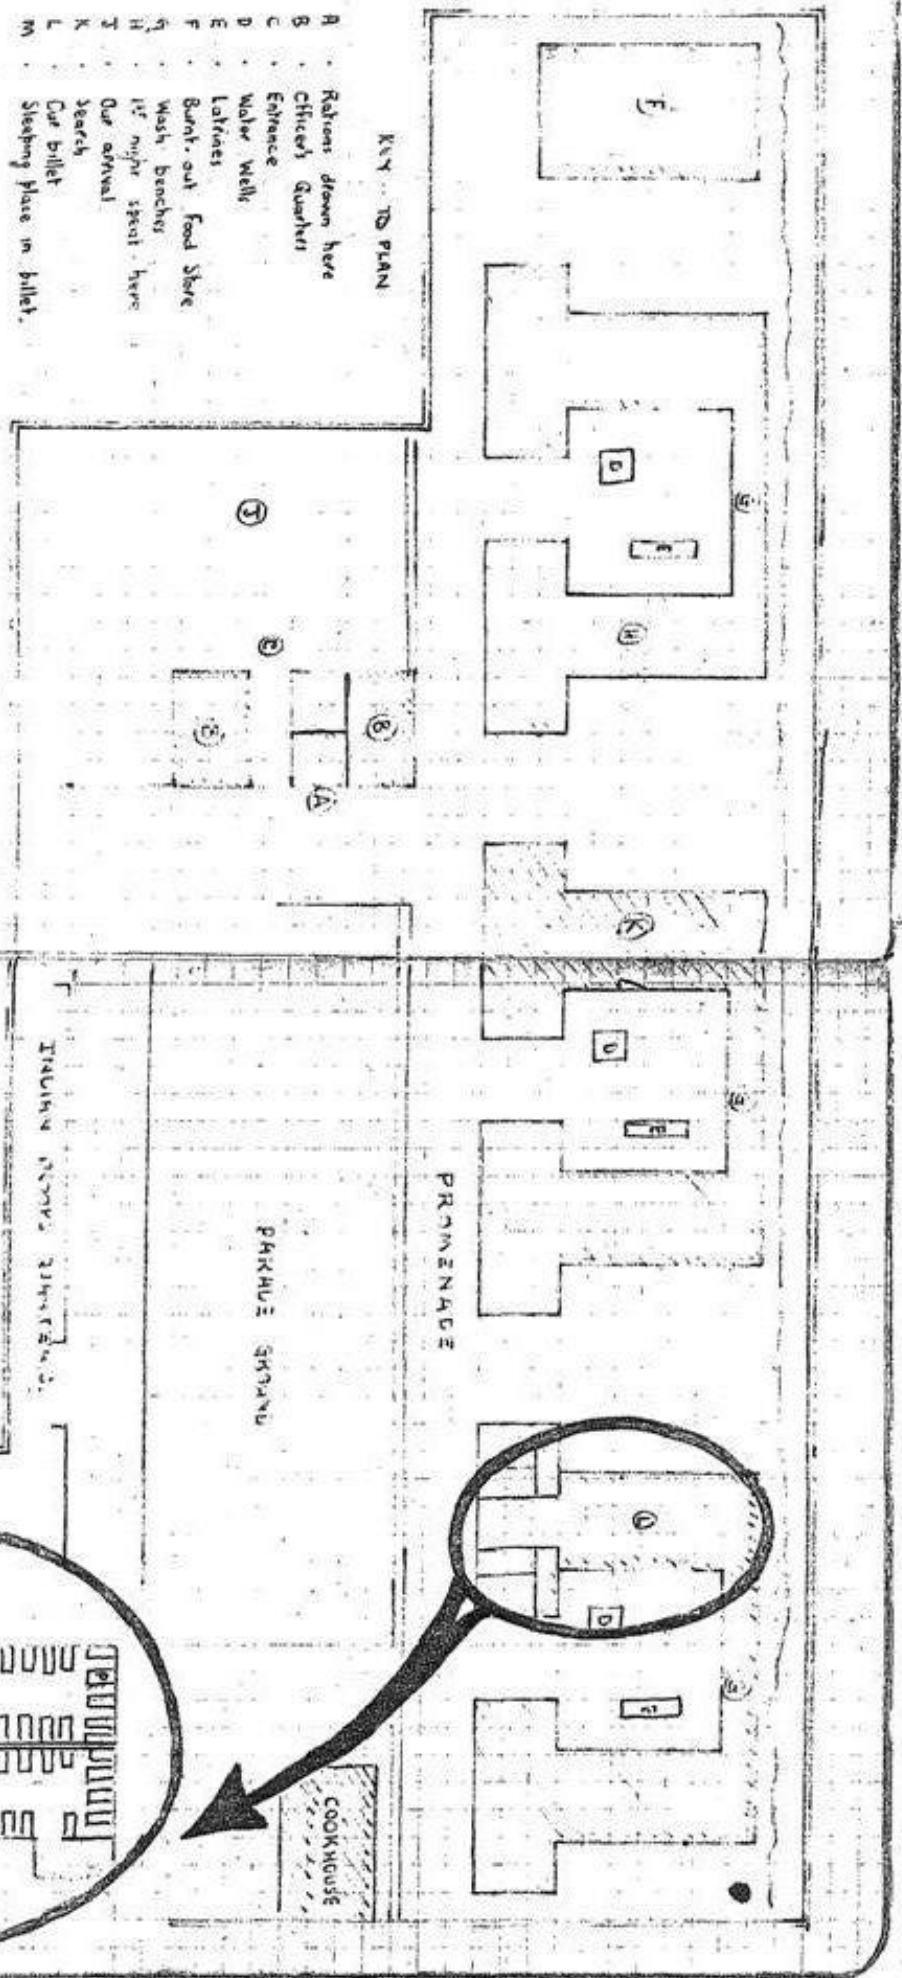 KEY TO PLAN.
A . Rations drawn here
B . Officer's Quarters
C . Entrance
D . Water Wells
E . Latrines
F . Burnt-out Food Store
G . Wash benches
H . 1st night spent here
J . Our arrival
K . Search
L . Our billet
M . Sleeping place in billet.
F
D
E
G
H
J
C
B
A
K
D
E
G
PROMENADE
PARADE GROUND
L
D
E
G
COOKHOUSE